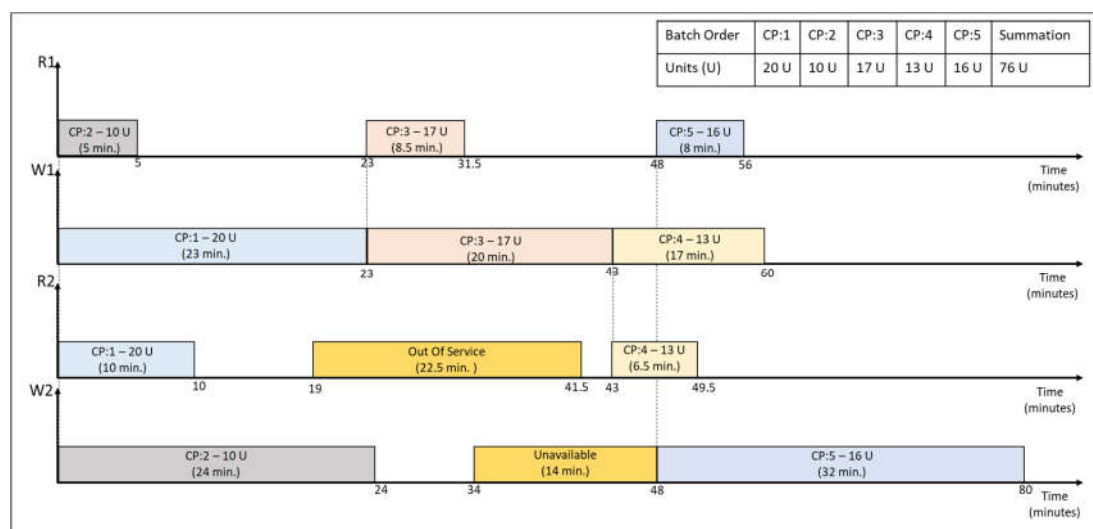 Batch Order CP:1 CP:2 CP:3 CP:4 CP:5 Summation
Units (U) 20 U 10 U 17 U 13 U 16 U 76 U
R1
CP:2 – 10 U
(5 min.)
CP:3 – 17 U
(8.5 min.)
CP:5 – 16 U
(8 min.)
5
23
31.5
48
56
Time
(minutes)
W1
CP:1 – 20 U
(23 min.)
CP:3 – 17 U
(20 min.)
CP:4 – 13 U
(17 min.)
23
43
60
Time
(minutes)
R2
CP:1 – 20 U
(10 min.)
Out Of Service
(22.5 min. )
CP:4 – 13 U
(6.5 min.)
10
19
41.5
43
49.5
Time
(minutes)
W2
CP:2 – 10 U
(24 min.)
Unavailable
(14 min.)
CP:5 – 16 U
(32 min.)
24
34
48
80
Time
(minutes)